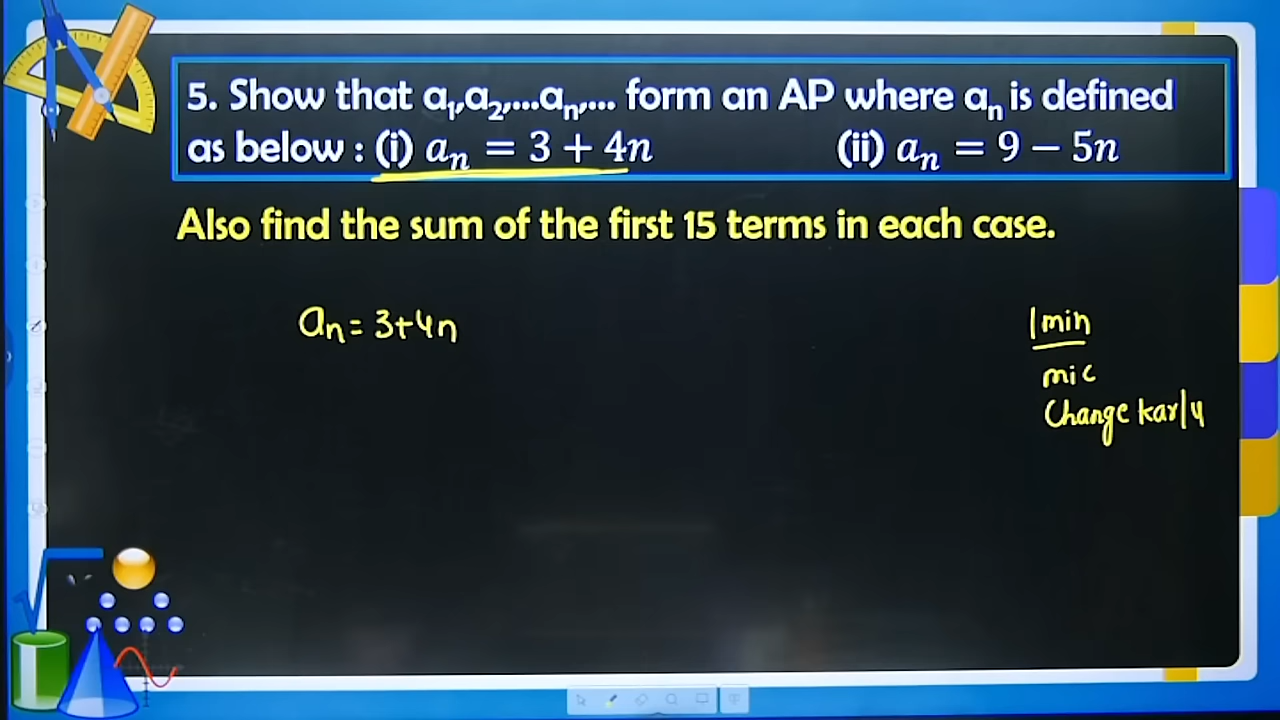 5. Show that a₁,a₂,...aₙ,... form an AP where aₙ is defined
as below : (i) aₙ = 3 + 4n (ii) aₙ = 9 − 5n
Also find the sum of the first 15 terms in each case.
aₙ = 3+4n
1 min
mic
Change kar